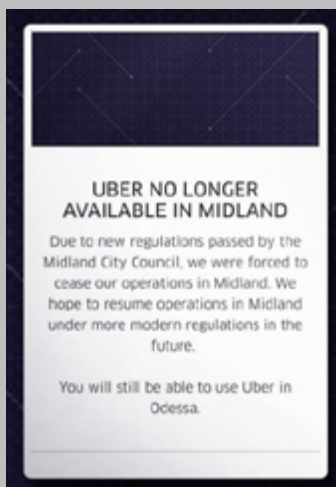 UBER NO LONGER
AVAILABLE IN MIDLAND
Due to new regulations passed by the
Midland City Council, we were forced to
cease our operations in Midland. We
hope to resume operations in Midland
under more modern regulations in the
future.
You will still be able to use Uber in
Odessa.